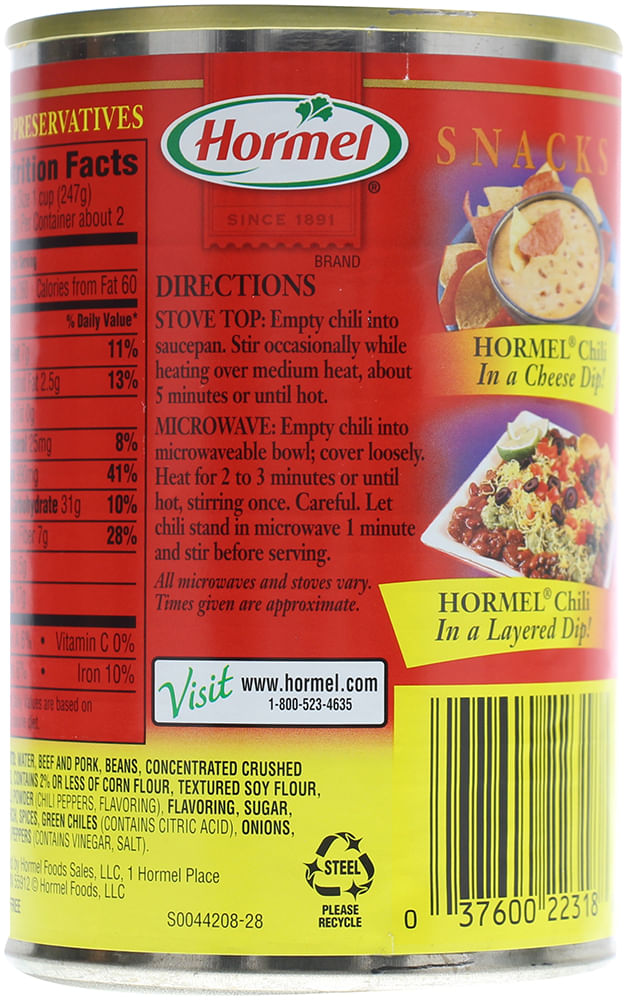 PRESERVATIVES
Nutrition Facts
1 cup (247g)
Container about 2
Calories from Fat 60
% Daily Value*
7g 11%
Fat 2.5g 13%
0g
25mg 8%
41%
31g 10%
7g 28%
Vitamin C 0%
Iron 10%
are based on
WATER, BEEF AND PORK, BEANS, CONCENTRATED CRUSHED
CONTAINS 2% OR LESS OF CORN FLOUR, TEXTURED SOY FLOUR,
POWDER (CHILI PEPPERS, FLAVORING), FLAVORING, SUGAR,
SPICES, GREEN CHILES (CONTAINS CITRIC ACID), ONIONS,
(CONTAINS VINEGAR, SALT).
by Hormel Foods Sales, LLC, 1 Hormel Place
55912 © Hormel Foods, LLC
S0044208-28
Hormel
®
SINCE 1891
BRAND
DIRECTIONS
STOVE TOP: Empty chili into
saucepan. Stir occasionally while
heating over medium heat, about
5 minutes or until hot.
MICROWAVE: Empty chili into
microwaveable bowl; cover loosely.
Heat for 2 to 3 minutes or until
hot, stirring once. Careful. Let
chili stand in microwave 1 minute
and stir before serving.
All microwaves and stoves vary.
Times given are approximate.
Visit www.hormel.com
1-800-523-4635
STEEL
PLEASE
RECYCLE
SNACKS
HORMEL® Chili
In a Cheese Dip!
HORMEL® Chili
In a Layered Dip!
0 37600 22318